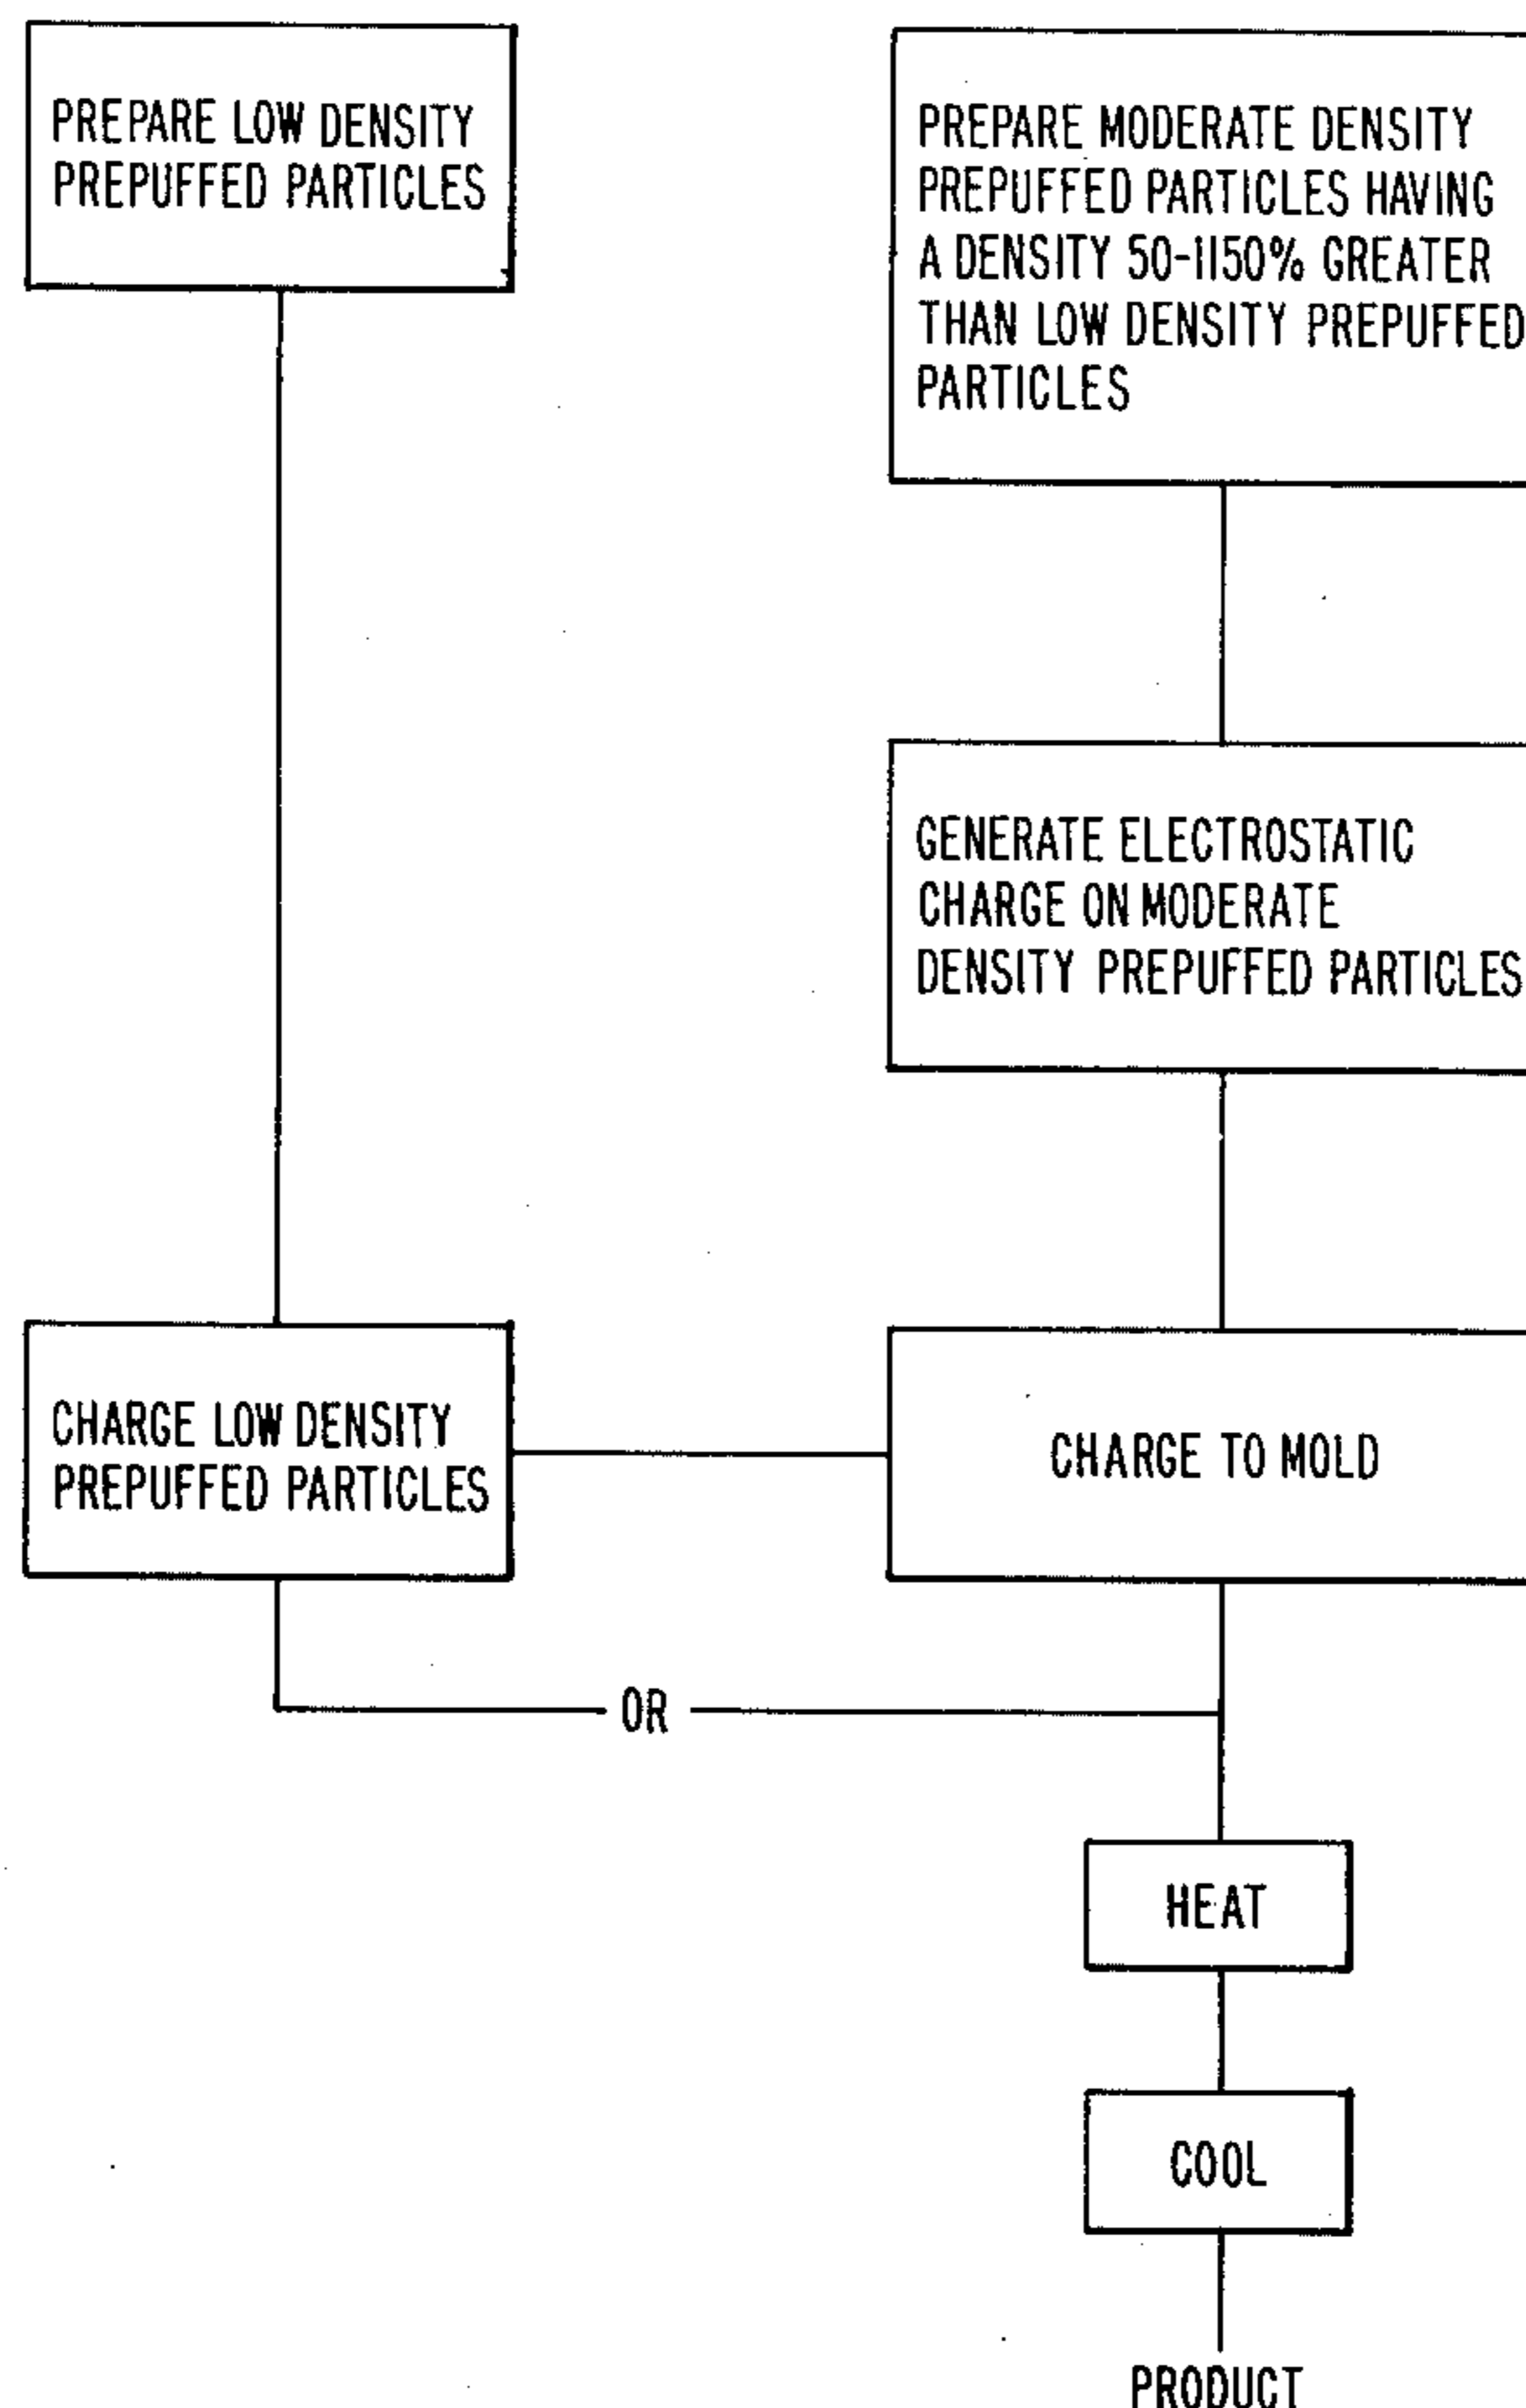 PREPARE LOW DENSITY
PREPUFFED PARTICLES
PREPARE MODERATE DENSITY
PREPUFFED PARTICLES HAVING
A DENSITY 50-1150% GREATER
THAN LOW DENSITY PREPUFFED
PARTICLES
GENERATE ELECTROSTATIC
CHARGE ON MODERATE
DENSITY PREPUFFED PARTICLES
CHARGE LOW DENSITY
PREPUFFED PARTICLES
CHARGE TO MOLD
OR
HEAT
COOL
PRODUCT